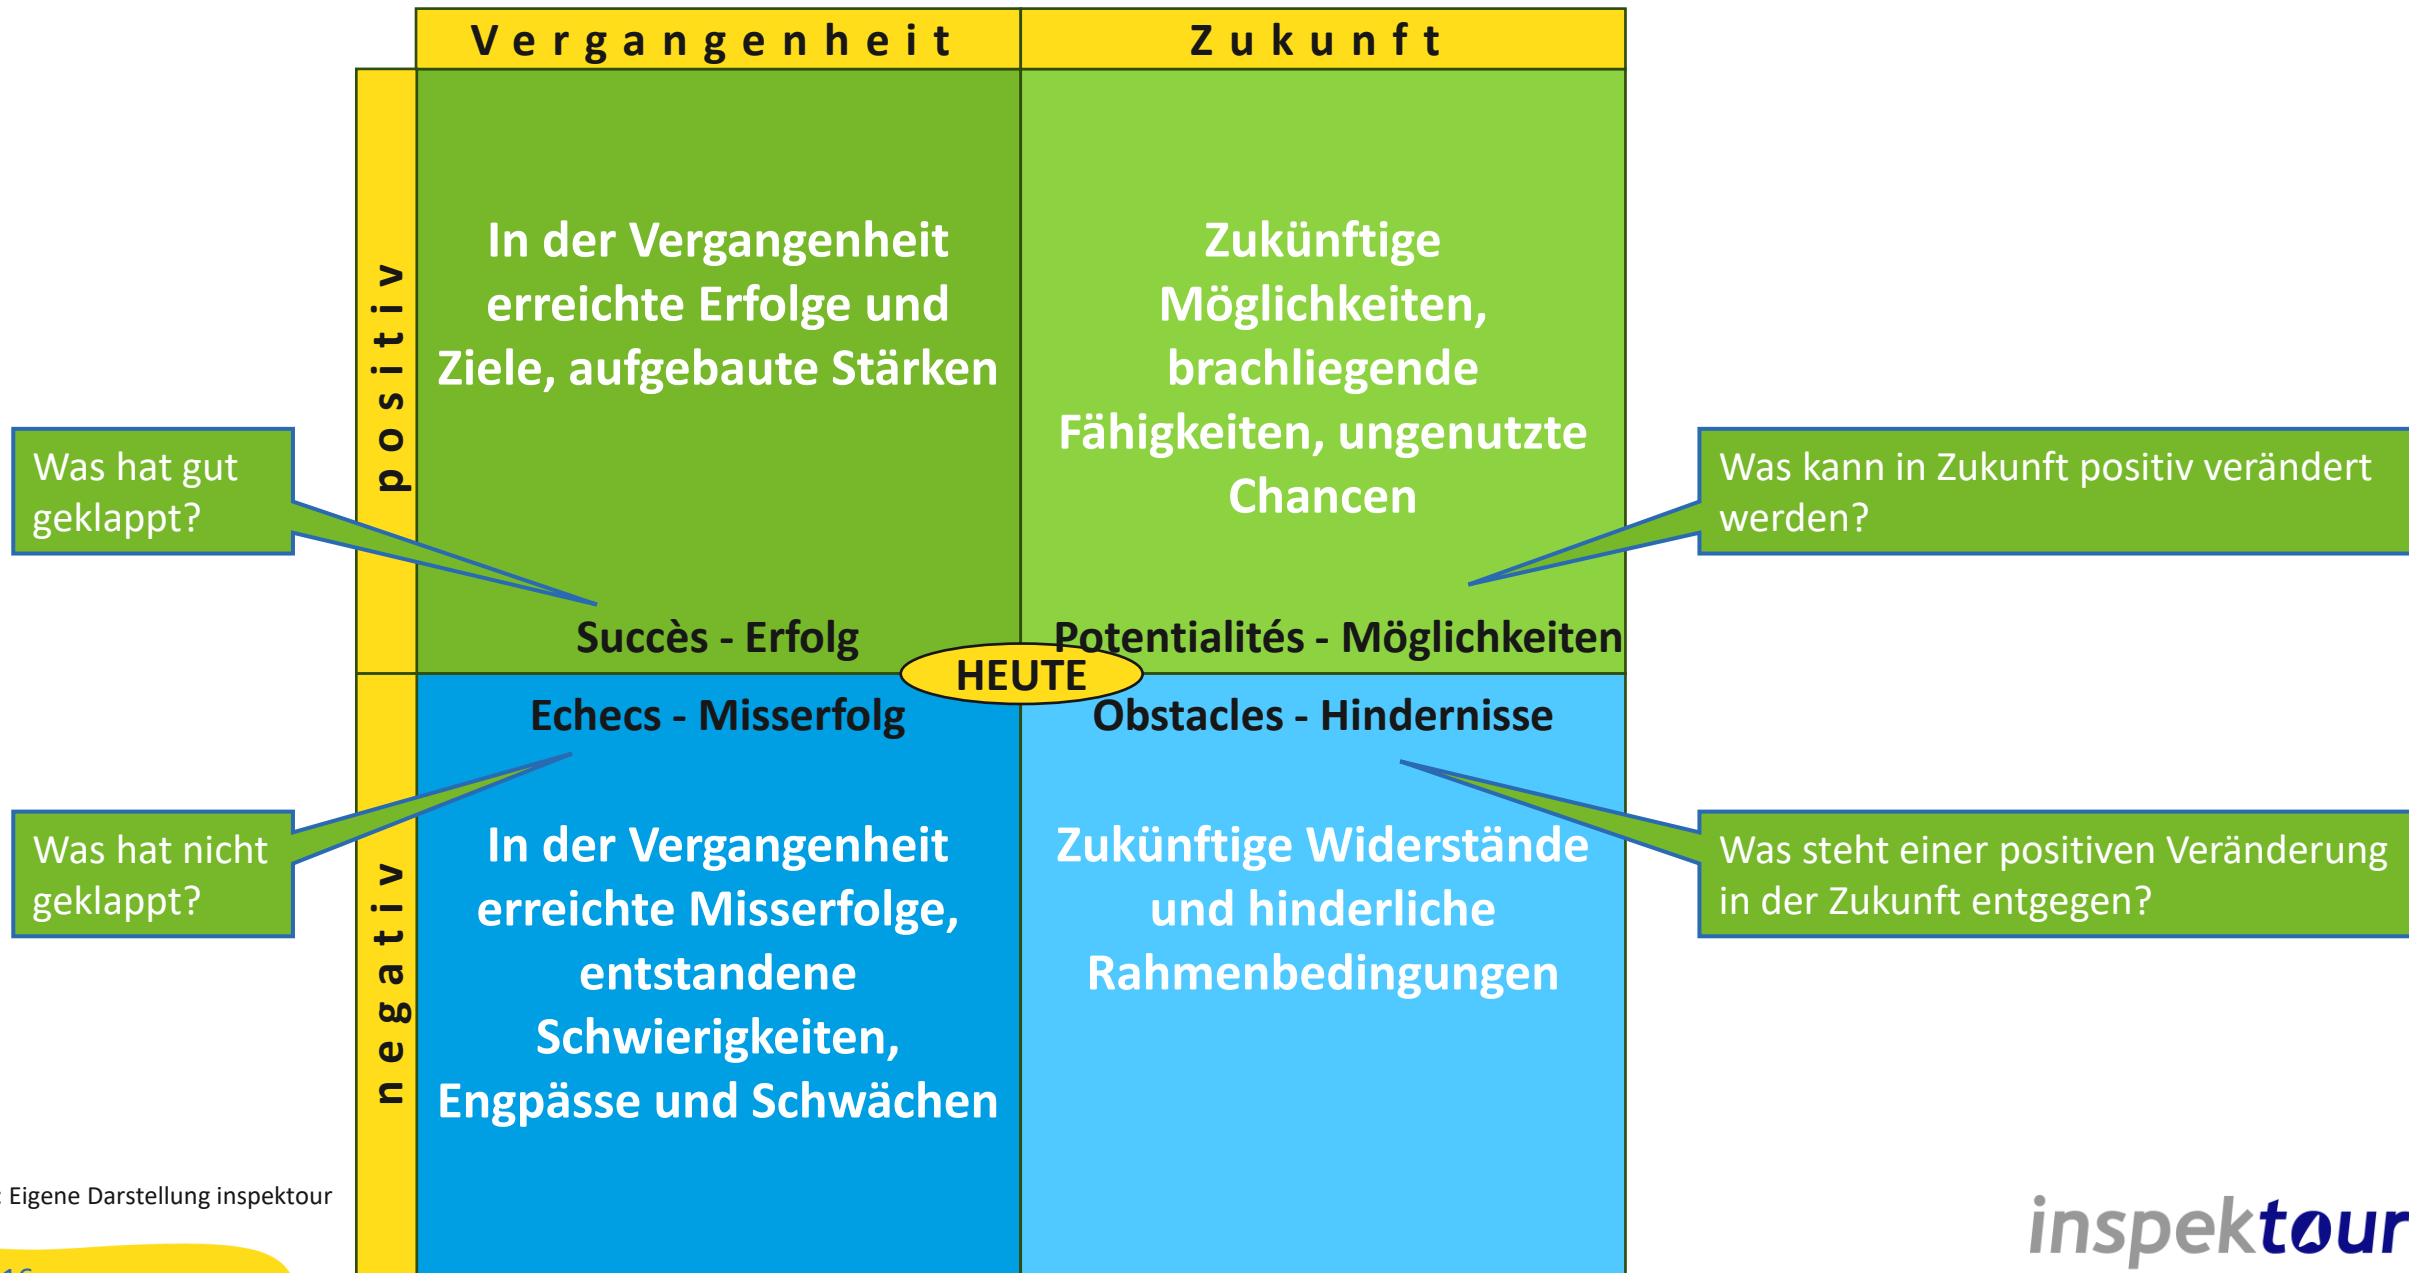 Vergangenheit
Zukunft
positiv
In der Vergangenheit
erreichte Erfolge und
Ziele, aufgebaute Stärken
Zukünftige
Möglichkeiten,
brachliegende
Fähigkeiten, ungenutzte
Chancen
Was hat gut
geklappt?
Was kann in Zukunft positiv verändert
werden?
Succès - Erfolg
Potentialités - Möglichkeiten
HEUTE
Echecs - Misserfolg
Obstacles - Hindernisse
negativ
Was hat nicht
geklappt?
In der Vergangenheit
erreichte Misserfolge,
entstandene
Schwierigkeiten,
Engpässe und Schwächen
Zukünftige Widerstände
und hinderliche
Rahmenbedingungen
Was steht einer positiven Veränderung
in der Zukunft entgegen?
: Eigene Darstellung inspektour
inspektour